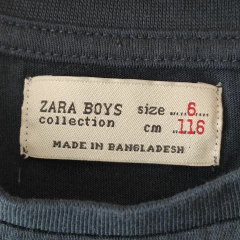 ZARA BOYS size ...6....
collection cm .116
MADE IN BANGLADESH